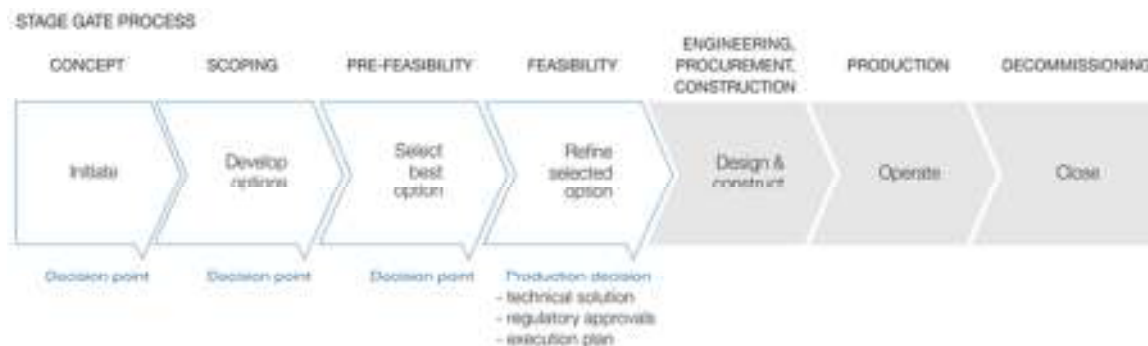 STAGE GATE PROCESS
CONCEPT
SCOPING
PRE-FEASIBILITY
FEASIBILITY
ENGINEERING,
PROCUREMENT,
CONSTRUCTION
PRODUCTION
DECOMMISSIONING
Initiate
Develop
options
Select
best
option
Refine
selected
option
Design &
construct
Operate
Close
Decision point
Decision point
Decision point
Production decision
- technical solution
- regulatory approvals
- execution plan